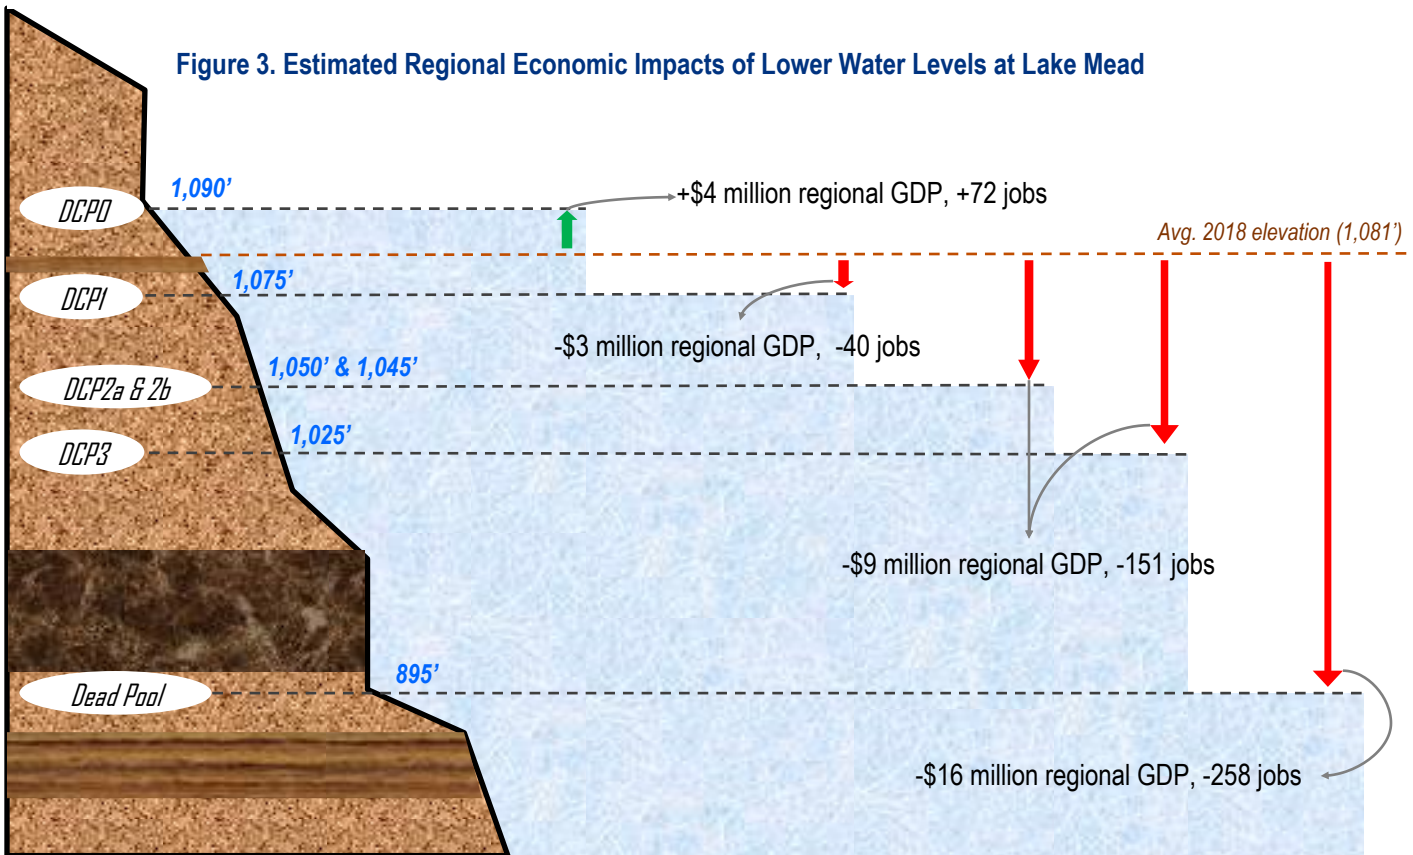 Figure 3. Estimated Regional Economic Impacts of Lower Water Levels at Lake Mead
1,090’
+$4 million regional GDP, +72 jobs
DCP0
Avg. 2018 elevation (1,081’)
1,075’
DCP1
-$3 million regional GDP, -40 jobs
1,050’ & 1,045’
DCP2a & 2b
1,025’
DCP3
-$9 million regional GDP, -151 jobs
895’
Dead Pool
-$16 million regional GDP, -258 jobs